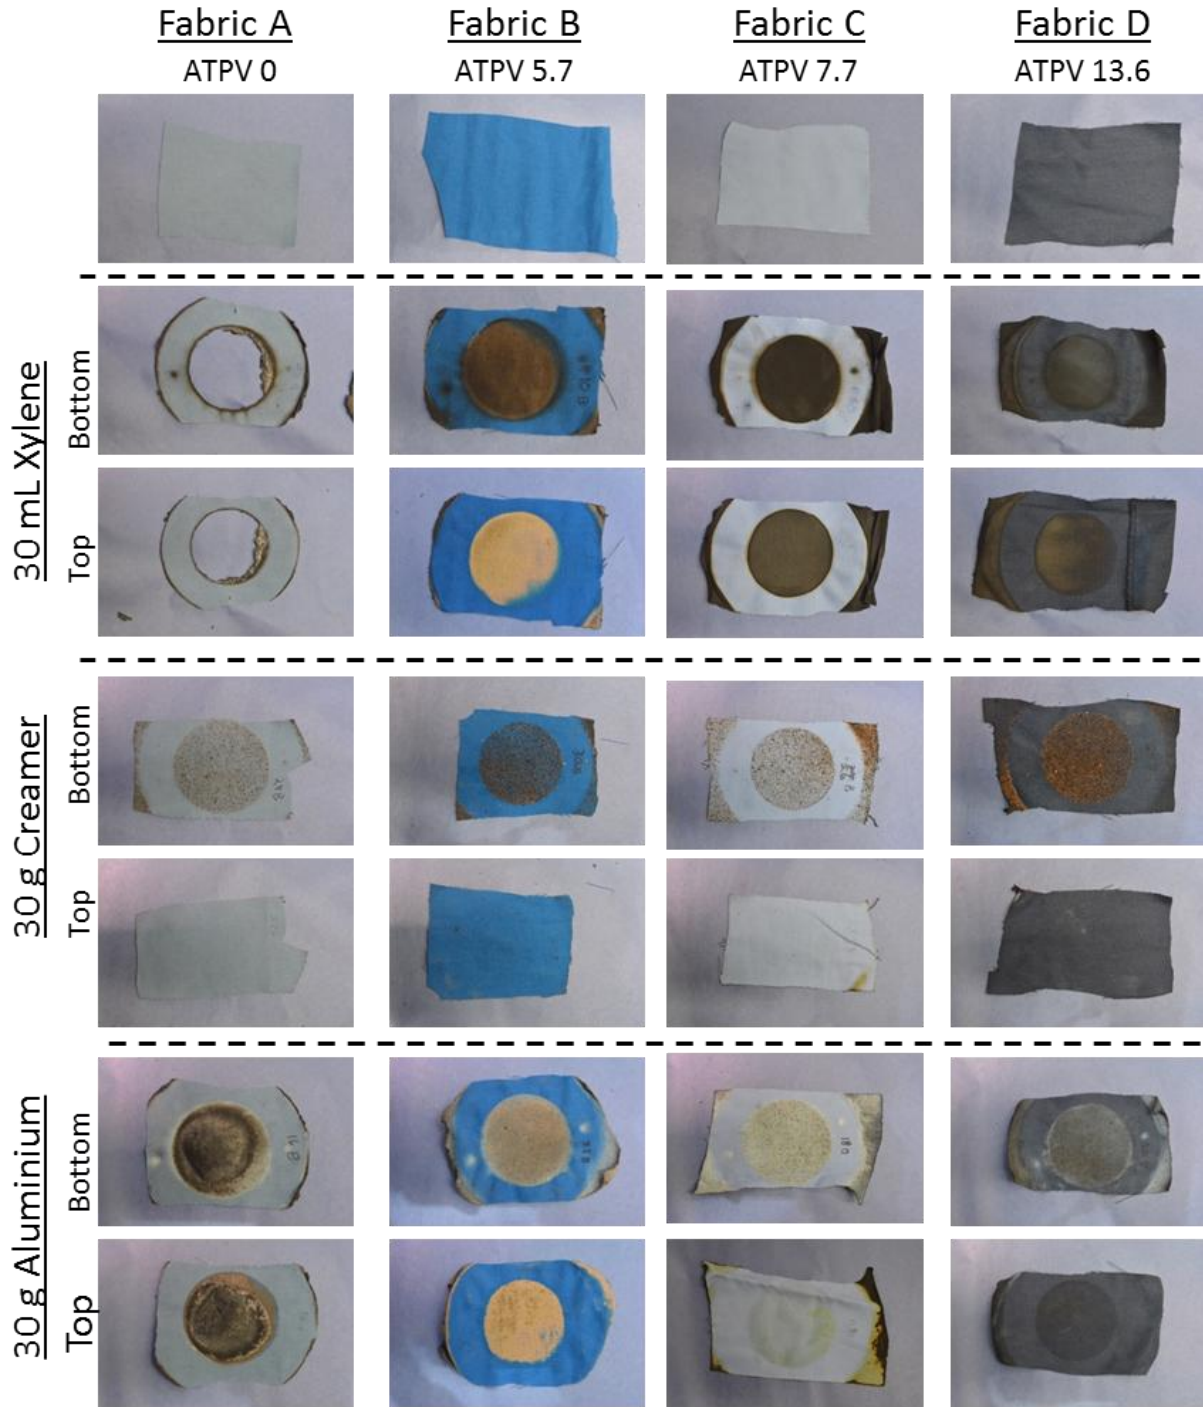 Fabric A
Fabric B
Fabric C
Fabric D
ATPV 0
ATPV 5.7
ATPV 7.7
ATPV 13.6
30 mL Xylene
Bottom
Top
30 g Creamer
Bottom
Top
30 g Aluminium
Bottom
Top